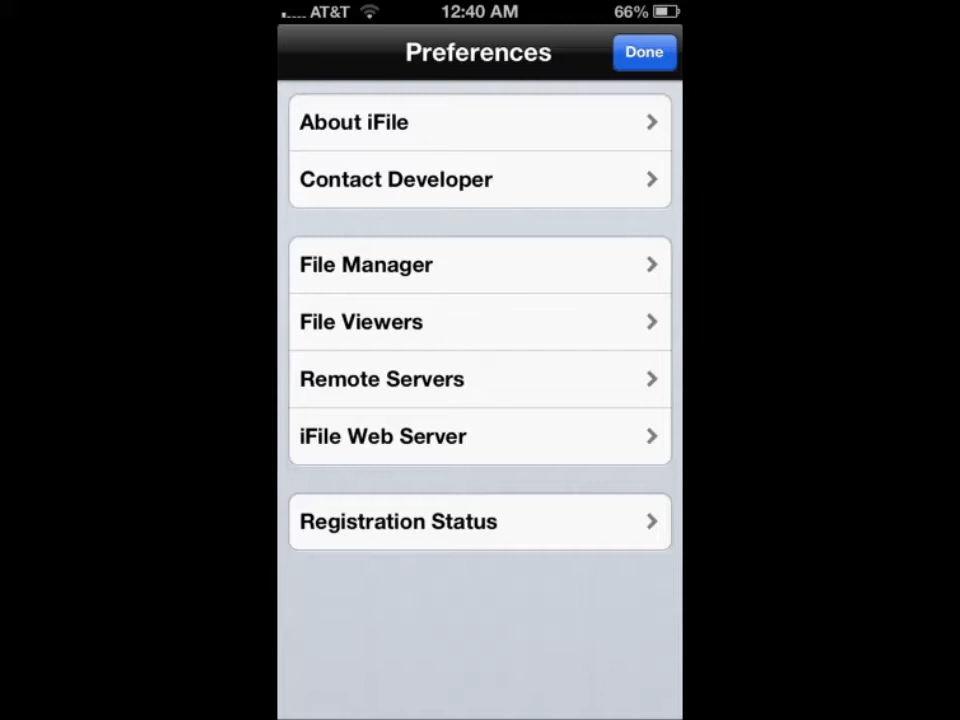 AT&T 12:40 AM 66%
Preferences Done
About iFile
Contact Developer
File Manager
File Viewers
Remote Servers
iFile Web Server
Registration Status